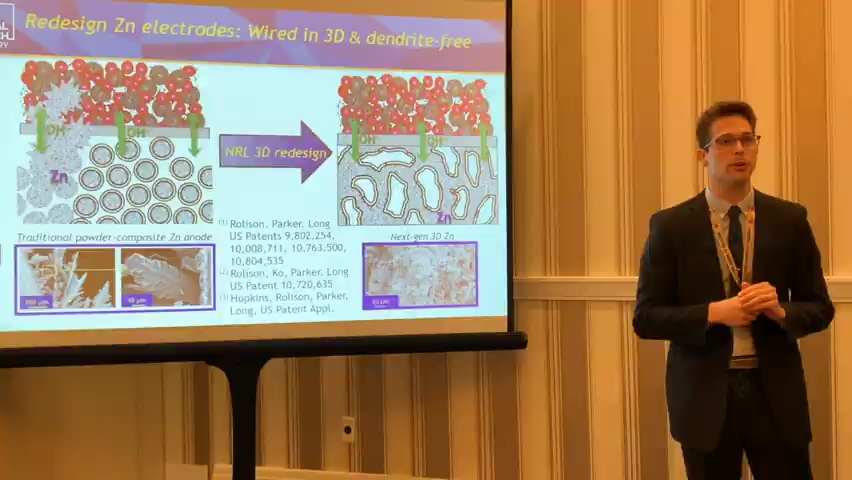 Redesign Zn electrodes: Wired in 3D & dendrite-free
OH⁻ OH⁻
OH⁻ OH⁻
Zn
NRL 3D redesign
Zn
Traditional powder-composite Zn anode
Next-gen 3D Zn
Rolison, Parker, Long
US Patents 9,802,254,
10,008,711, 10,763,500,
10,804,535
Rolison, Ko, Parker, Long
US Patent 10,720,635
Hopkins, Rolison, Parker,
Long, US Patent Appl.
10 µm